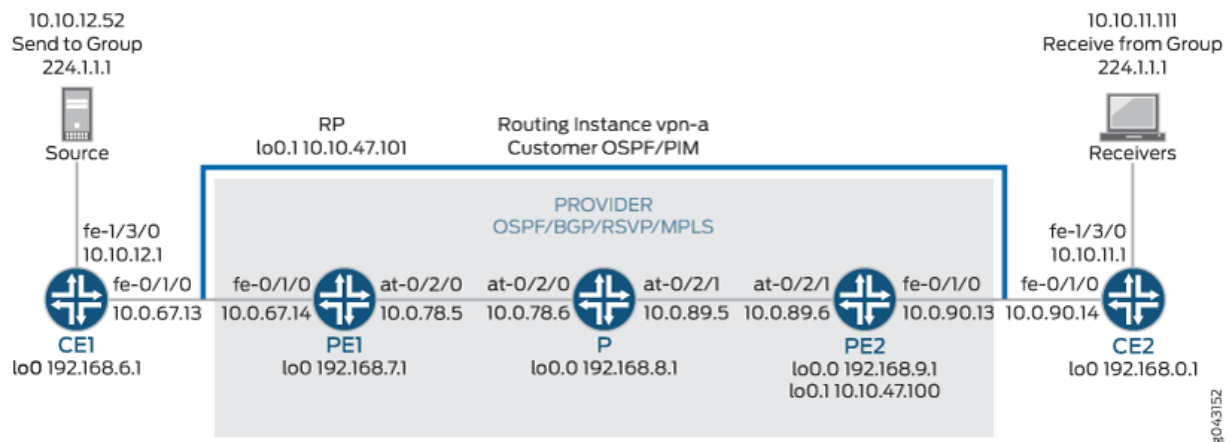 10.10.12.52
Send to Group
224.1.1.1
Source
10.10.11.111
Receive from Group
224.1.1.1
Receivers
RP
lo0.1 10.10.47.101
Routing Instance vpn-a
Customer OSPF/PIM
PROVIDER
OSPF/BGP/RSVP/MPLS
fe-1/3/0
10.10.12.1
fe-1/3/0
10.10.11.1
fe-0/1/0
10.0.67.13
fe-0/1/0
10.0.67.14
at-0/2/0
10.0.78.5
at-0/2/0
10.0.78.6
at-0/2/1
10.0.89.5
at-0/2/1
10.0.89.6
fe-0/1/0
10.0.90.13
fe-0/1/0
10.0.90.14
CE1
lo0 192.168.6.1
PE1
lo0 192.168.7.1
P
lo0.0 192.168.8.1
PE2
lo0.0 192.168.9.1
lo0.1 10.10.47.100
CE2
lo0 192.168.0.1
g043152